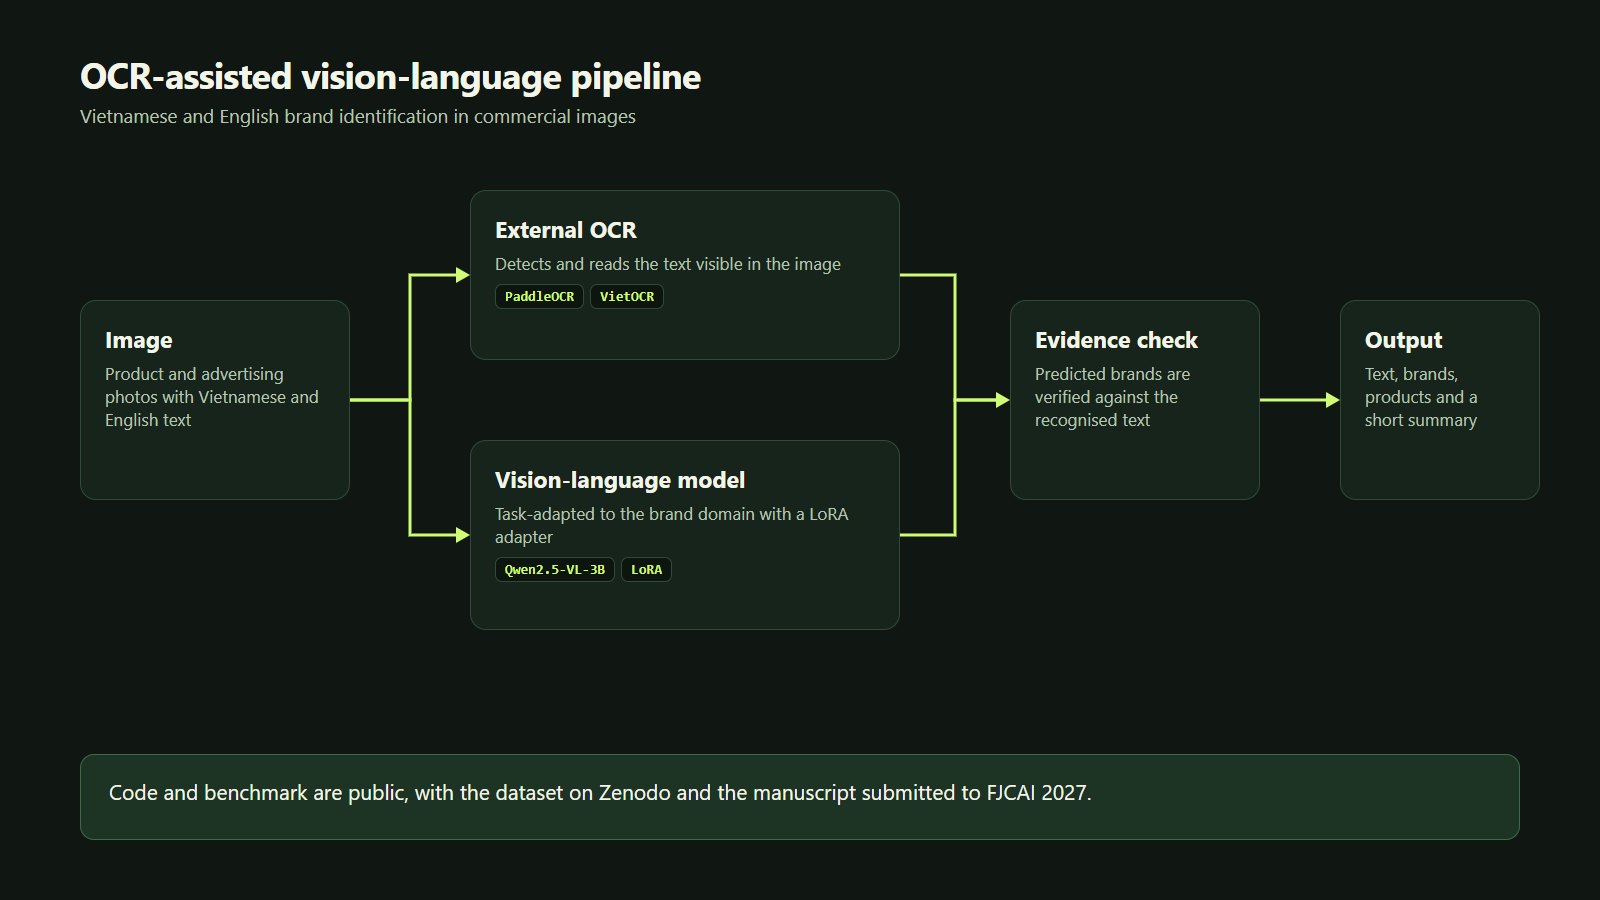 OCR-assisted vision-language pipeline
Vietnamese and English brand identification in commercial images
Image
Product and advertising
photos with Vietnamese and
English text
External OCR
Detects and reads the text visible in the image
PaddleOCR VietOCR
Vision-language model
Task-adapted to the brand domain with a LoRA
adapter
Qwen2.5-VL-3B LoRA
Evidence check
Predicted brands are
verified against the
recognised text
Output
Text, brands,
products and a
short summary
Code and benchmark are public, with the dataset on Zenodo and the manuscript submitted to FJCAI 2027.